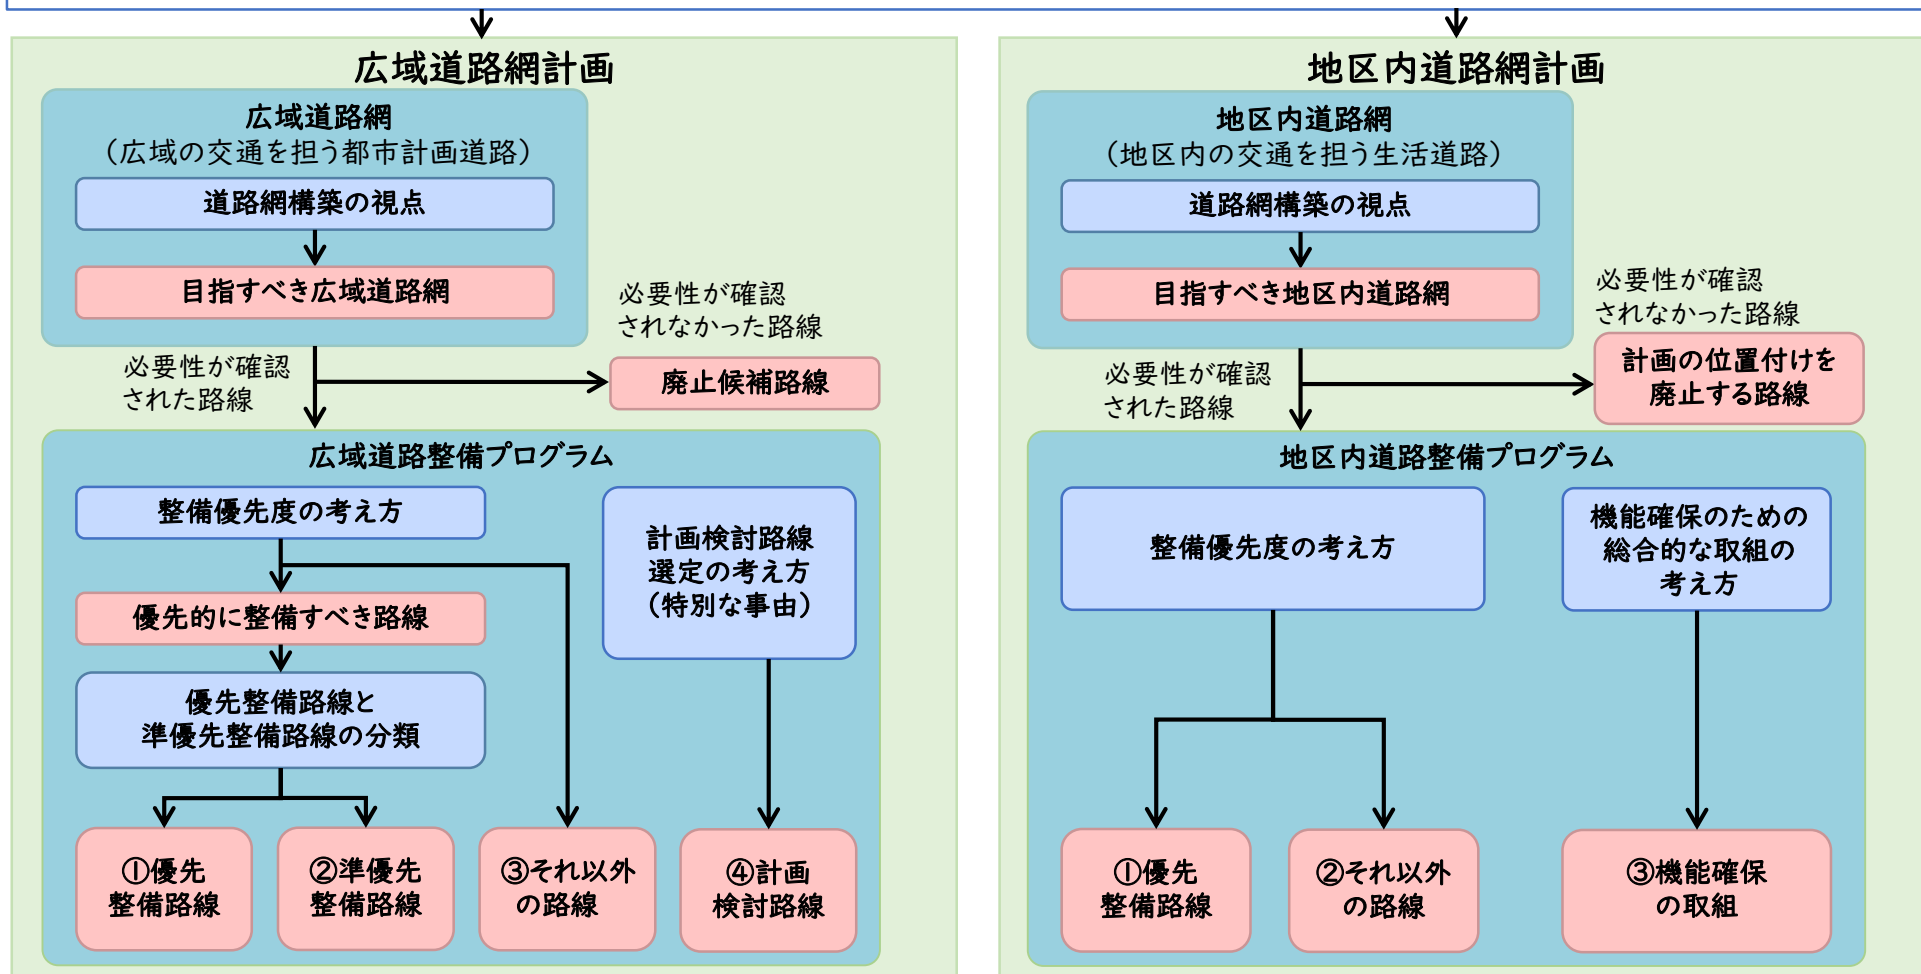 広域道路網計画
広域道路網
（広域の交通を担う都市計画道路）
道路網構築の視点
目指すべき広域道路網
必要性が確認
されなかった路線
必要性が確認
された路線
廃止候補路線
広域道路整備プログラム
整備優先度の考え方
計画検討路線
選定の考え方
（特別な事由）
優先的に整備すべき路線
優先整備路線と
準優先整備路線の分類
①優先
整備路線
②準優先
整備路線
③それ以外
の路線
④計画
検討路線
地区内道路網計画
地区内道路網
（地区内の交通を担う生活道路）
道路網構築の視点
目指すべき地区内道路網
必要性が確認
されなかった路線
必要性が確認
された路線
計画の位置付けを
廃止する路線
地区内道路整備プログラム
整備優先度の考え方
機能確保のための
総合的な取組の
考え方
①優先
整備路線
②それ以外
の路線
③機能確保
の取組